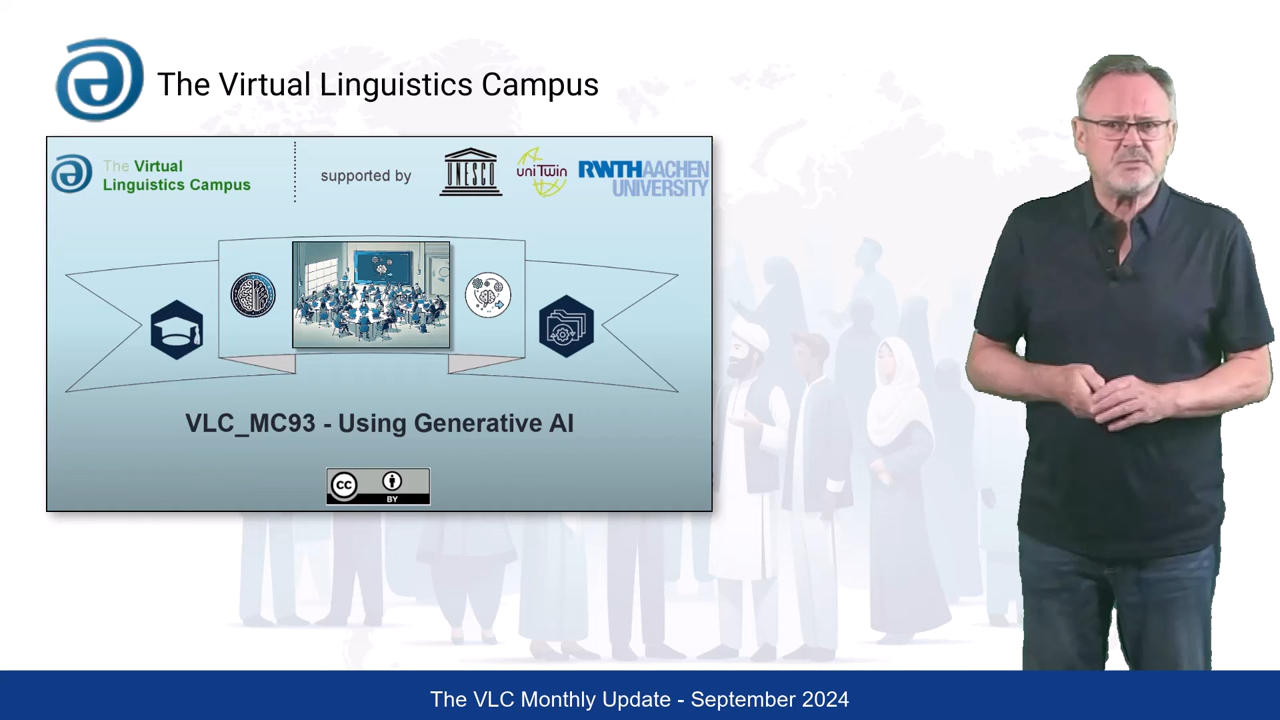 The Virtual Linguistics Campus
The Virtual
Linguistics Campus
supported by
UNESCO
uniTwin
RWTHAACHEN
UNIVERSITY
VLC_MC93 - Using Generative AI
CC
BY
The VLC Monthly Update - September 2024